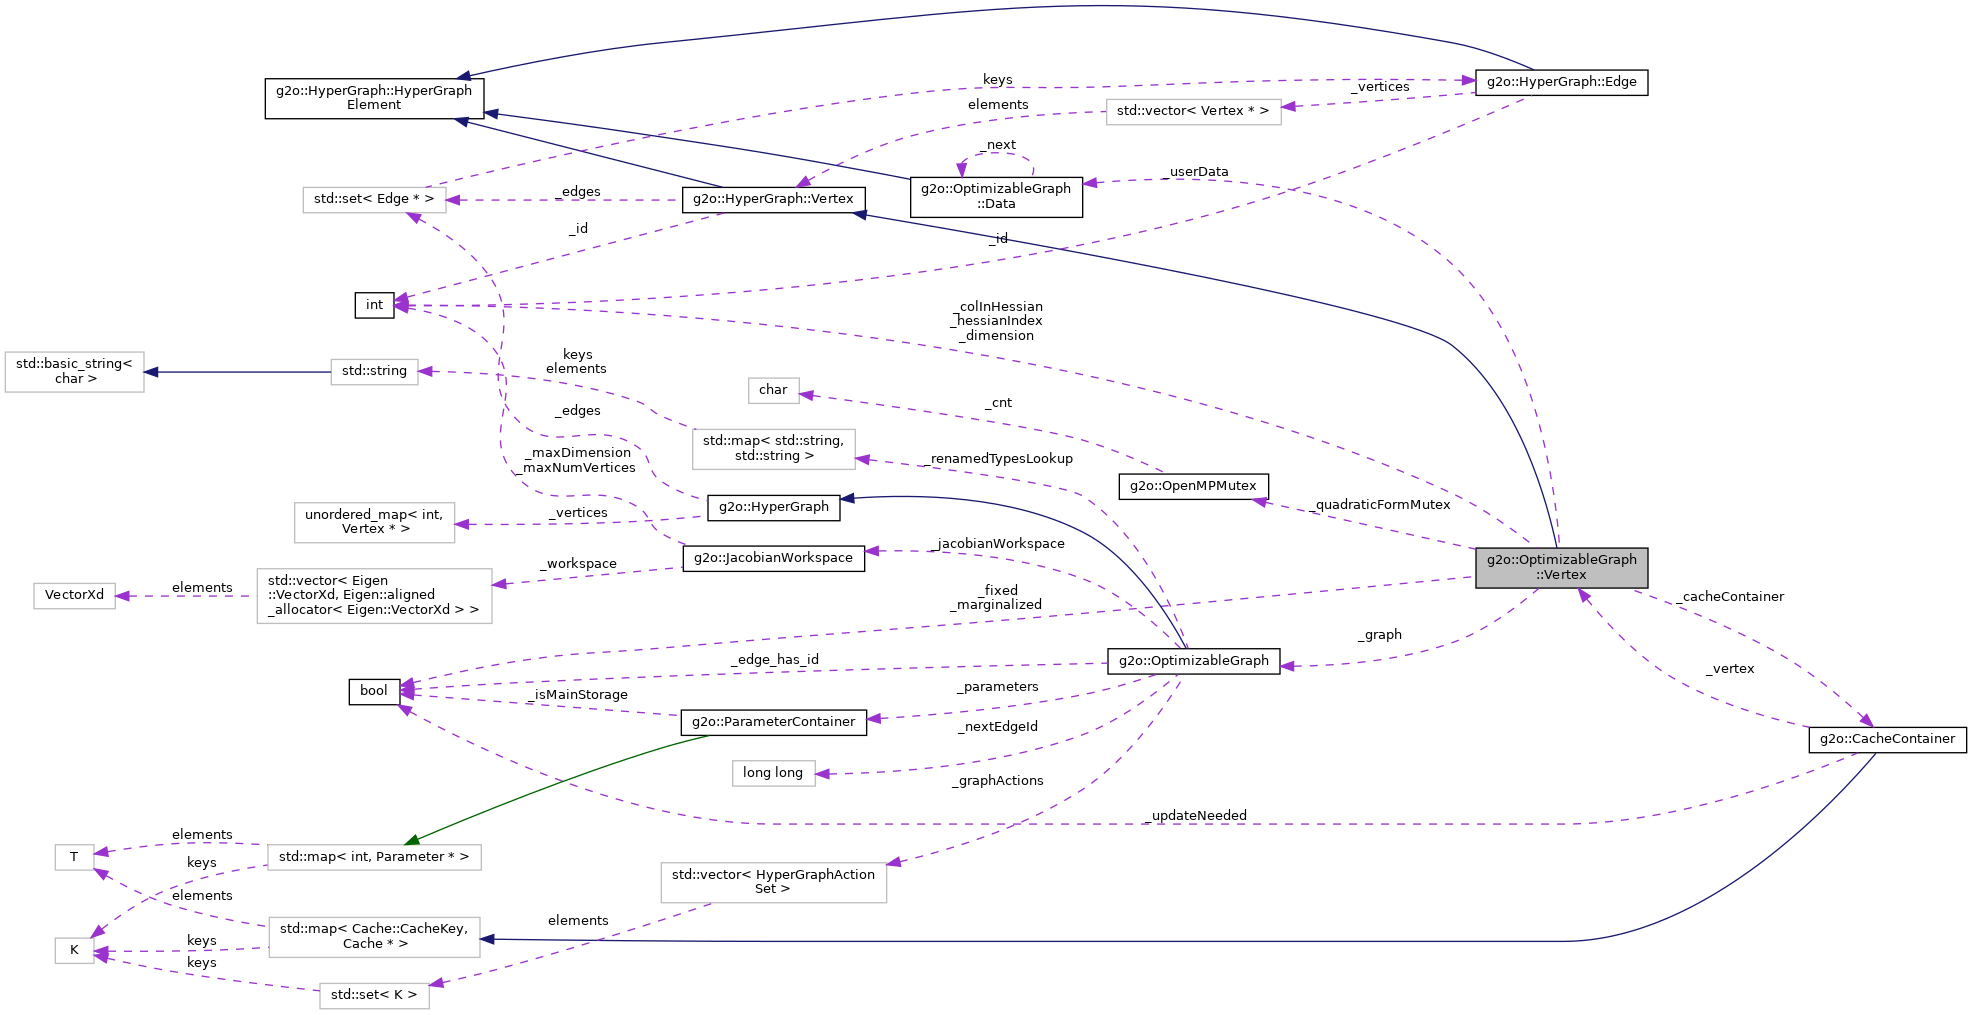 keys
g2o::HyperGraph::Edge
g2o::HyperGraph::HyperGraph
Element
_vertices
elements
std::vector< Vertex * >
_next
_userData
g2o::OptimizableGraph
::Data
_edges
std::set< Edge * >
g2o::HyperGraph::Vertex
_id
_id
int
_colInHessian
_hessianIndex
_dimension
std::basic_string<
char >
std::string
keys
elements
char
_cnt
_edges
std::map< std::string,
std::string >
_maxDimension
_maxNumVertices
_renamedTypesLookup
g2o::OpenMPMutex
_quadraticFormMutex
g2o::HyperGraph
unordered_map< int,
Vertex * >
_vertices
_jacobianWorkspace
g2o::JacobianWorkspace
g2o::OptimizableGraph
::Vertex
_workspace
VectorXd
elements
std::vector< Eigen
::VectorXd, Eigen::aligned
_allocator< Eigen::VectorXd > >
_fixed
_marginalized
_cacheContainer
_graph
_edge_has_id
g2o::OptimizableGraph
_vertex
bool
_isMainStorage
_parameters
g2o::ParameterContainer
_nextEdgeId
g2o::CacheContainer
long long
_graphActions
_updateNeeded
elements
T
keys
std::map< int, Parameter * >
std::vector< HyperGraphAction
Set >
elements
elements
std::map< Cache::CacheKey,
Cache * >
keys
K
keys
std::set< K >